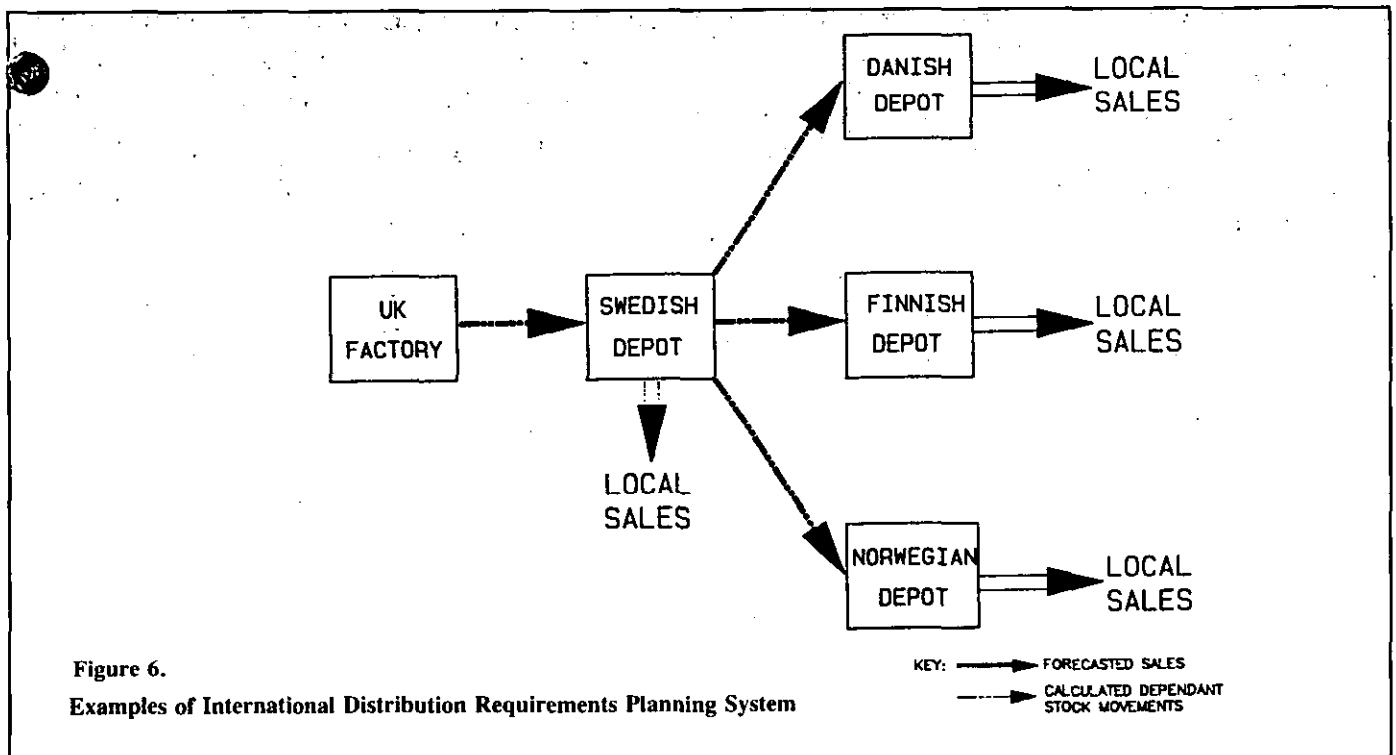 DANISH
DEPOT
LOCAL
SALES
UK
FACTORY
SWEDISH
DEPOT
FINNISH
DEPOT
LOCAL
SALES
LOCAL
SALES
NORWEGIAN
DEPOT
LOCAL
SALES
Figure 6.
Examples of International Distribution Requirements Planning System
KEY: FORECASTED SALES
CALCULATED DEPENDANT
STOCK MOVEMENTS